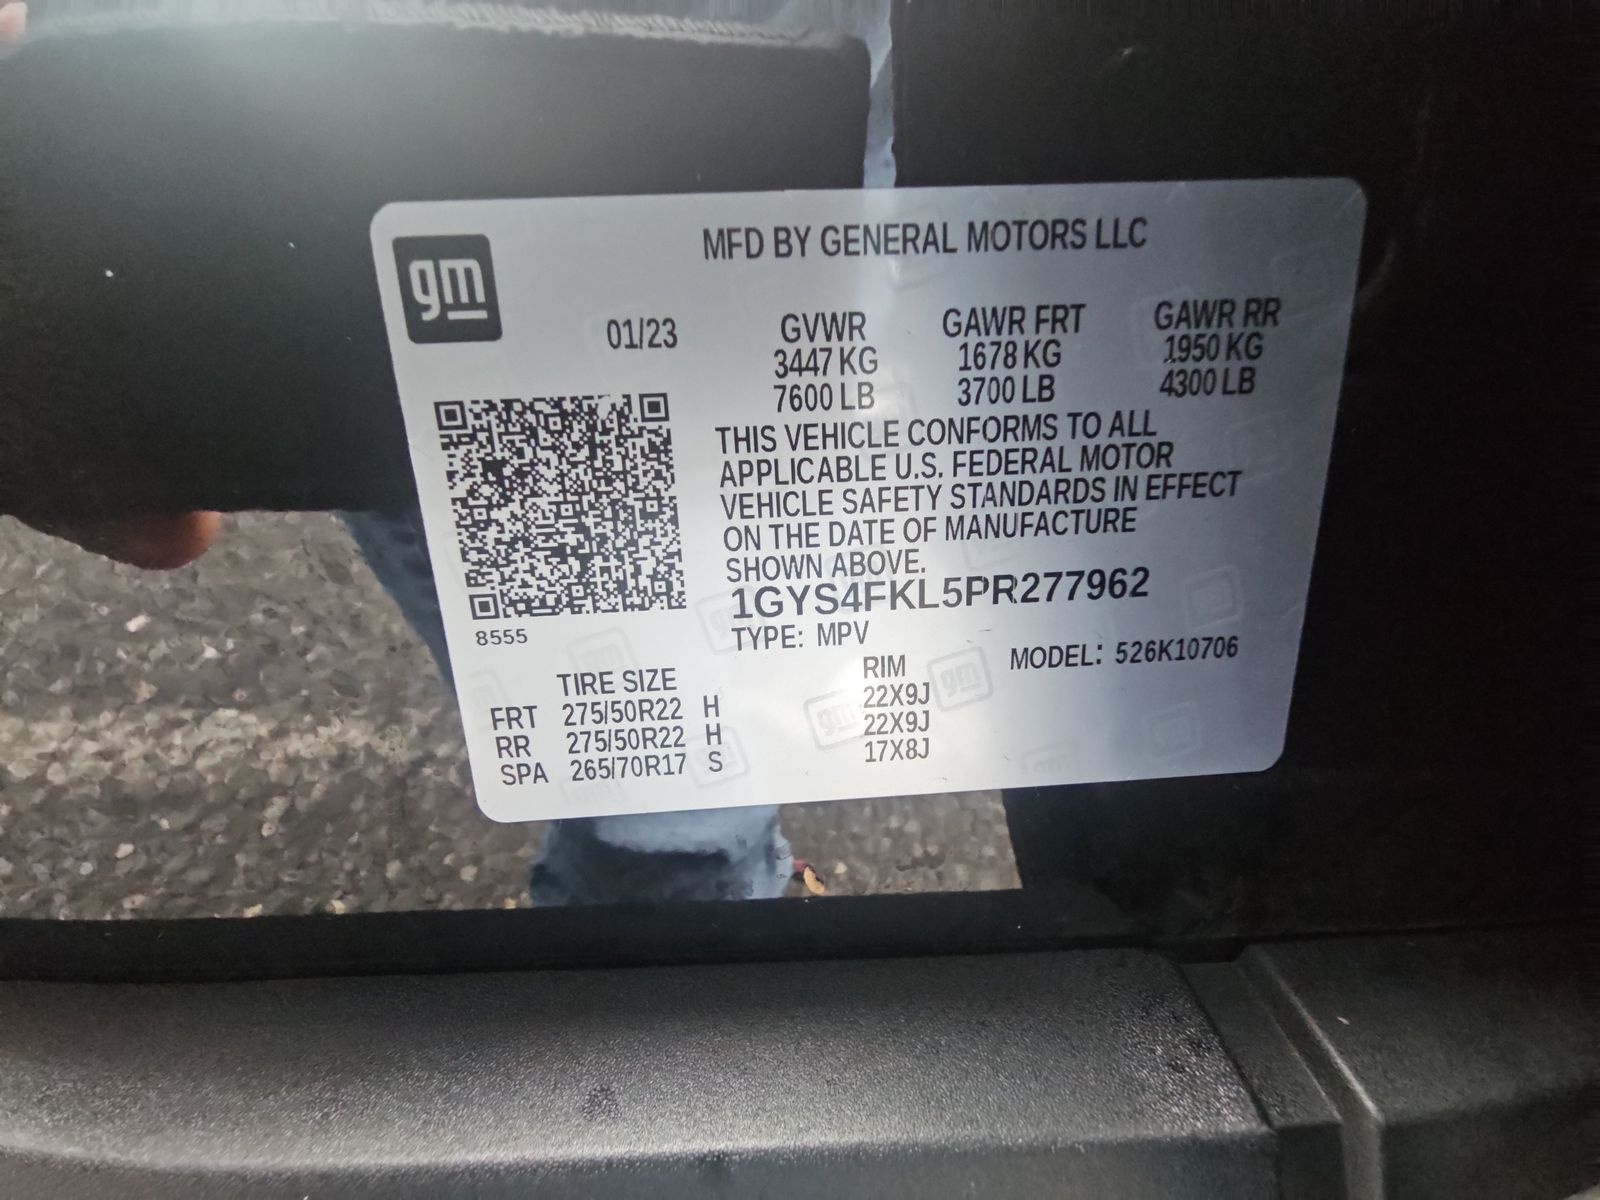 gm
MFD BY GENERAL MOTORS LLC
01/23
GVWR GAWR FRT GAWR RR
3447 KG 1678 KG 1950 KG
7600 LB 3700 LB 4300 LB
THIS VEHICLE CONFORMS TO ALL
APPLICABLE U.S. FEDERAL MOTOR
VEHICLE SAFETY STANDARDS IN EFFECT
ON THE DATE OF MANUFACTURE
SHOWN ABOVE.
1GYS4FKL5PR277962
8555
TYPE: MPV
MODEL: 526K10706
TIRE SIZE RIM
FRT 275/50R22 H 22X9J
RR 275/50R22 H 22X9J
SPA 265/70R17 S 17X8J